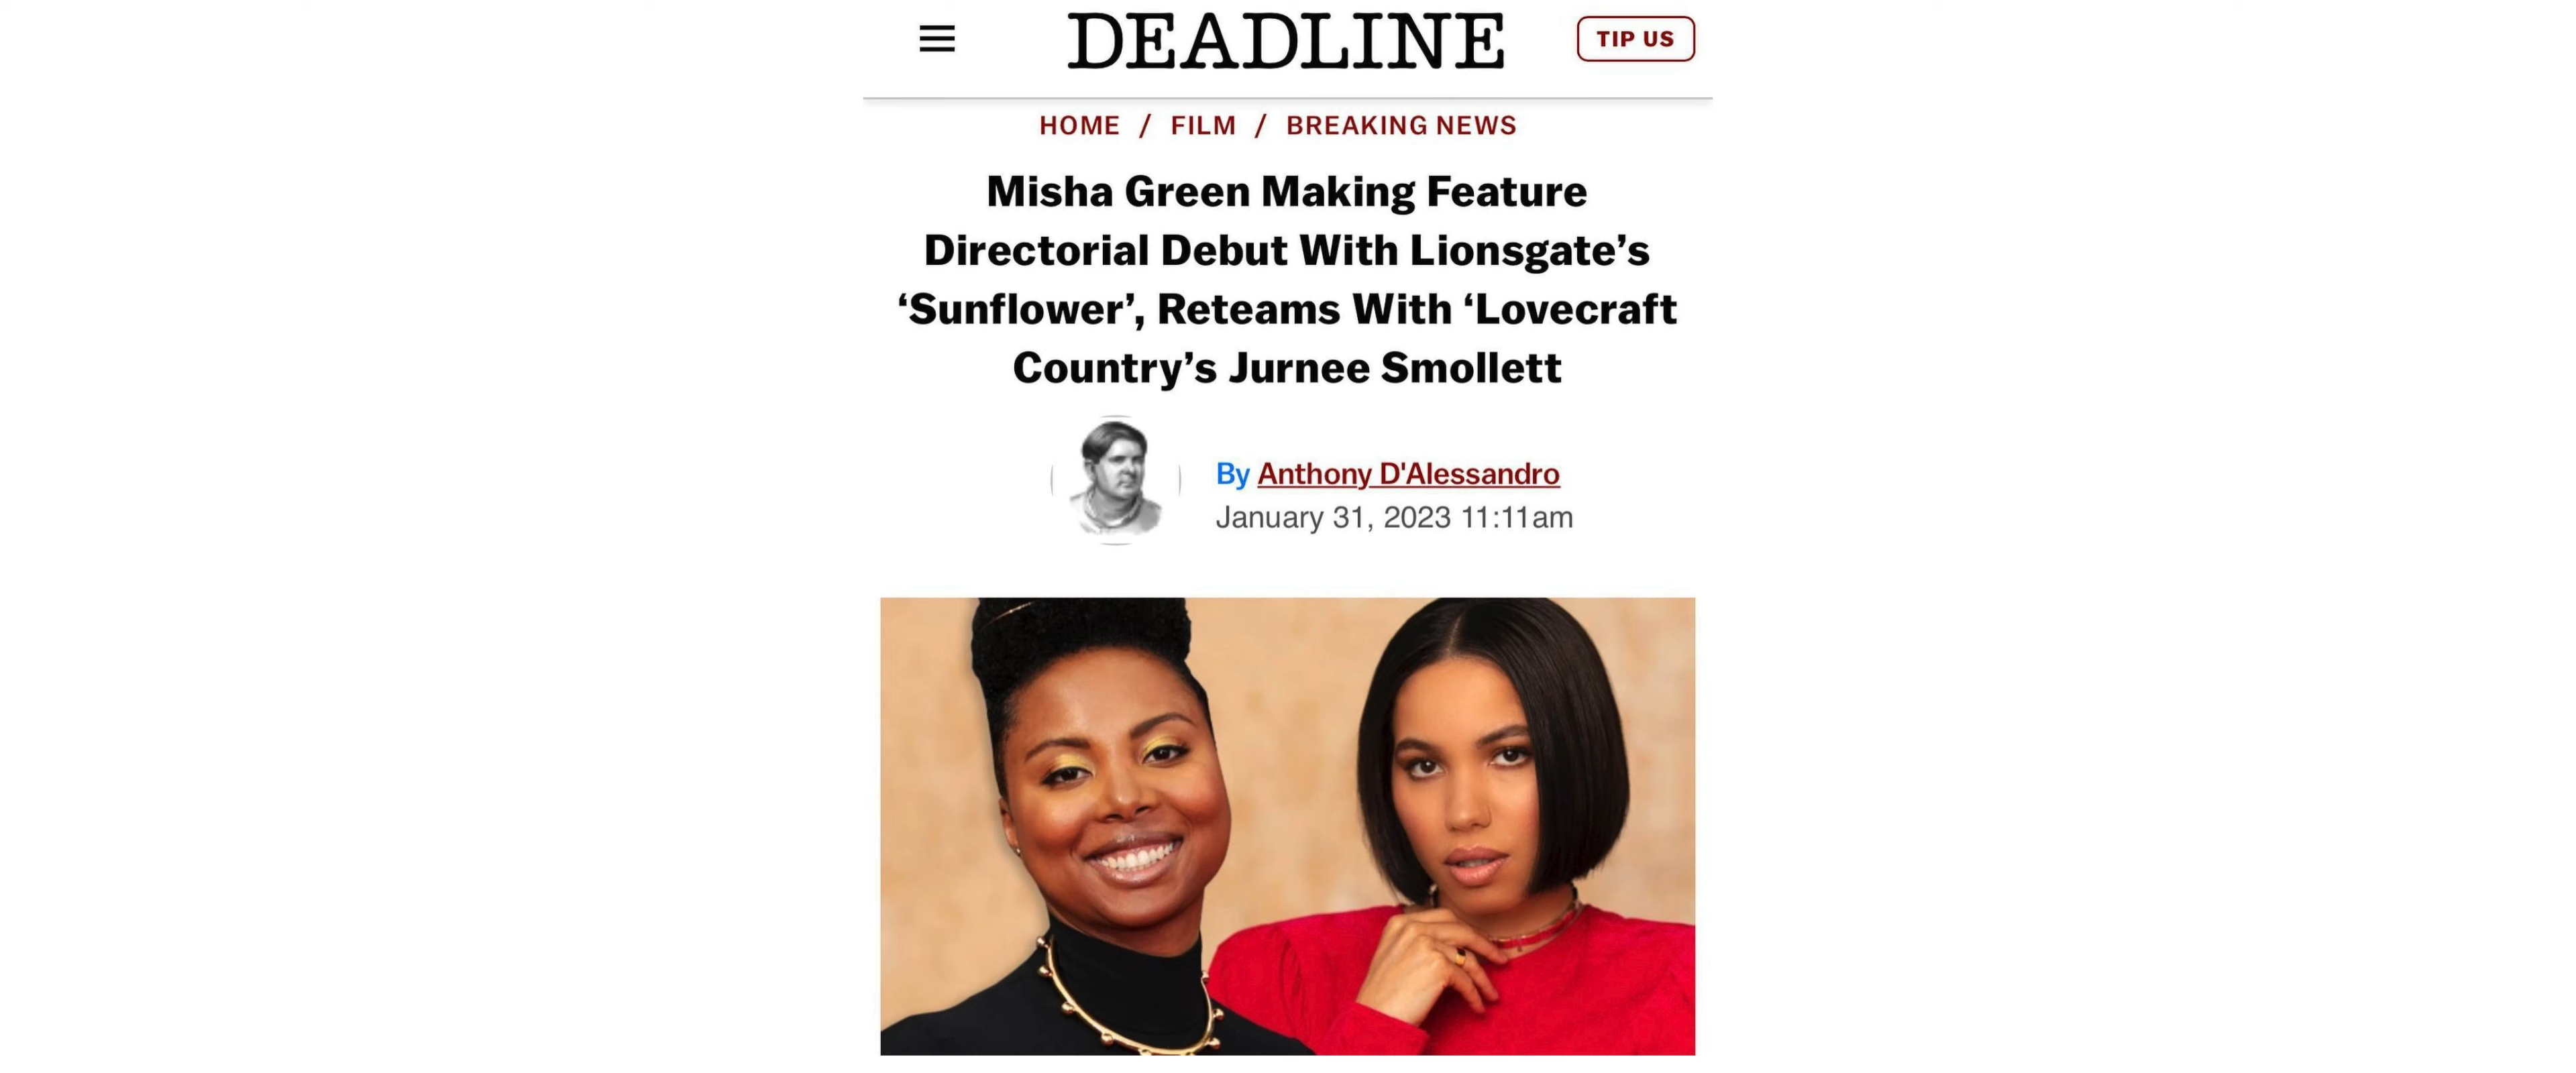 DEADLINE
TIP US
HOME / FILM / BREAKING NEWS
Misha Green Making Feature
Directorial Debut With Lionsgate’s
‘Sunflower’, Reteams With ‘Lovecraft
Country’s Jurnee Smollett
By Anthony D'Alessandro
January 31, 2023 11:11am